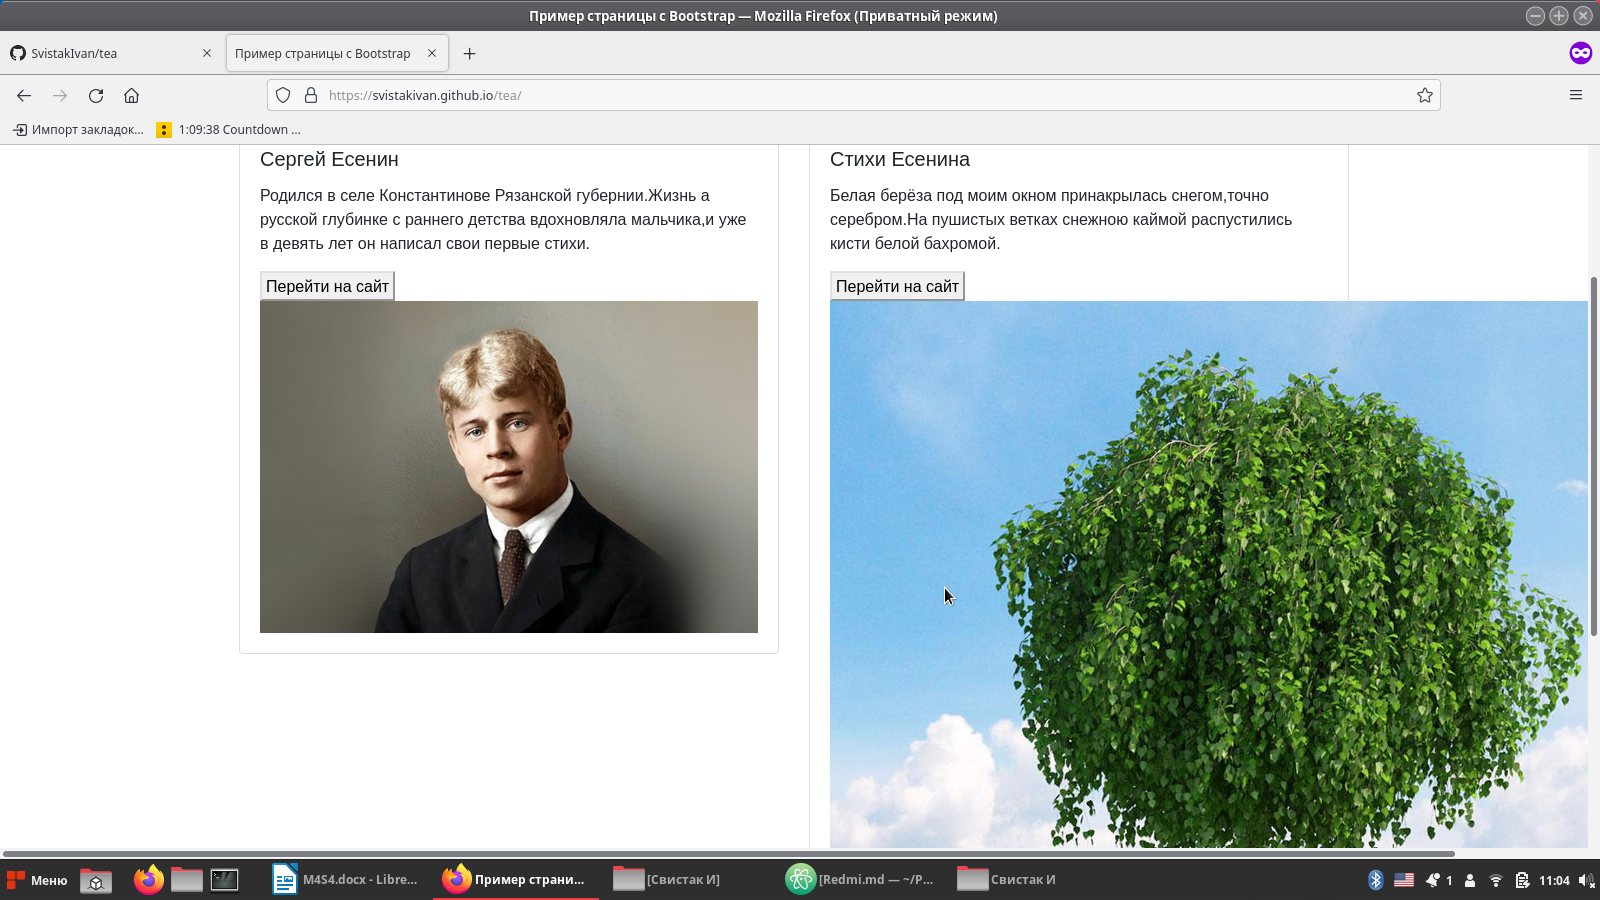 Пример страницы с Bootstrap — Mozilla Firefox (Приватный режим)
SvistakIvan/tea
Пример страницы с Bootstrap
https://svistakivan.github.io/tea/
Импорт закладок...
1:09:38 Countdown ...
Сергей Есенин
Родился в селе Константинове Рязанской губернии.Жизнь а
русской глубинке с раннего детства вдохновляла мальчика,и уже
в девять лет он написал свои первые стихи.
Перейти на сайт
Стихи Есенина
Белая берёза под моим окном принакрылась снегом,точно
серебром.На пушистых ветках снежною каймой распустились
кисти белой бахромой.
Перейти на сайт
Меню
M4S4.docx - Libre...
Пример страни...
[Свистак И]
[Redmi.md — ~/P...
Свистак И
1
11:04